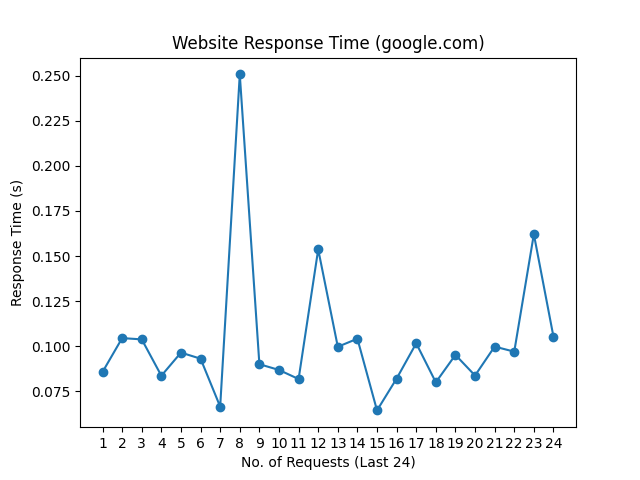 Website Response Time (google.com)
Response Time (s)
0.250
0.225
0.200
0.175
0.150
0.125
0.100
0.075
1 2 3 4 5 6 7 8 9 10 11 12 13 14 15 16 17 18 19 20 21 22 23 24
No. of Requests (Last 24)